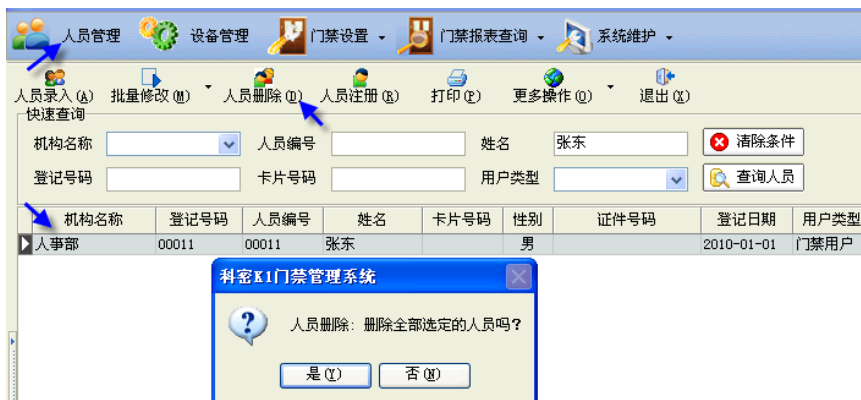 人员管理 设备管理 门禁设置 门禁报表查询 系统维护
人员录入(A) 批量修改(M) 人员删除(D) 人员注册(R) 打印(P) 更多操作(O) 退出(X)
快速查询
机构名称 人员编号 姓名 张东 清除条件
登记号码 卡片号码 用户类型 查询人员
机构名称 登记号码 人员编号 姓名 卡片号码 性别 证件号码 登记日期 用户类型
人事部 00011 00011 张东 男 2010-01-01 门禁用户
科密K1门禁管理系统
人员删除：删除全部选定的人员吗?
是(Y) 否(N)